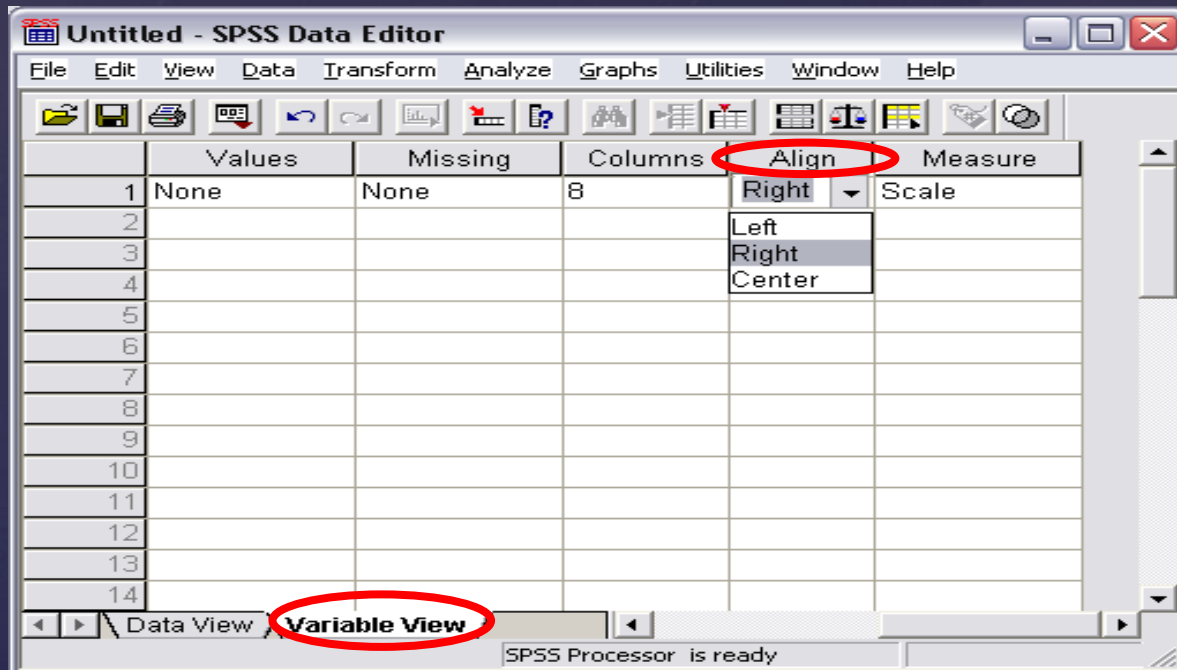 SPSS Untitled - SPSS Data Editor
File Edit View Data Transform Analyze Graphs Utilities Window Help
Values Missing Columns Align Measure
1 None None 8 Right Scale
2 Left
3 Right
4 Center
5
6
7
8
9
10
11
12
13
14
Data View Variable View
SPSS Processor is ready